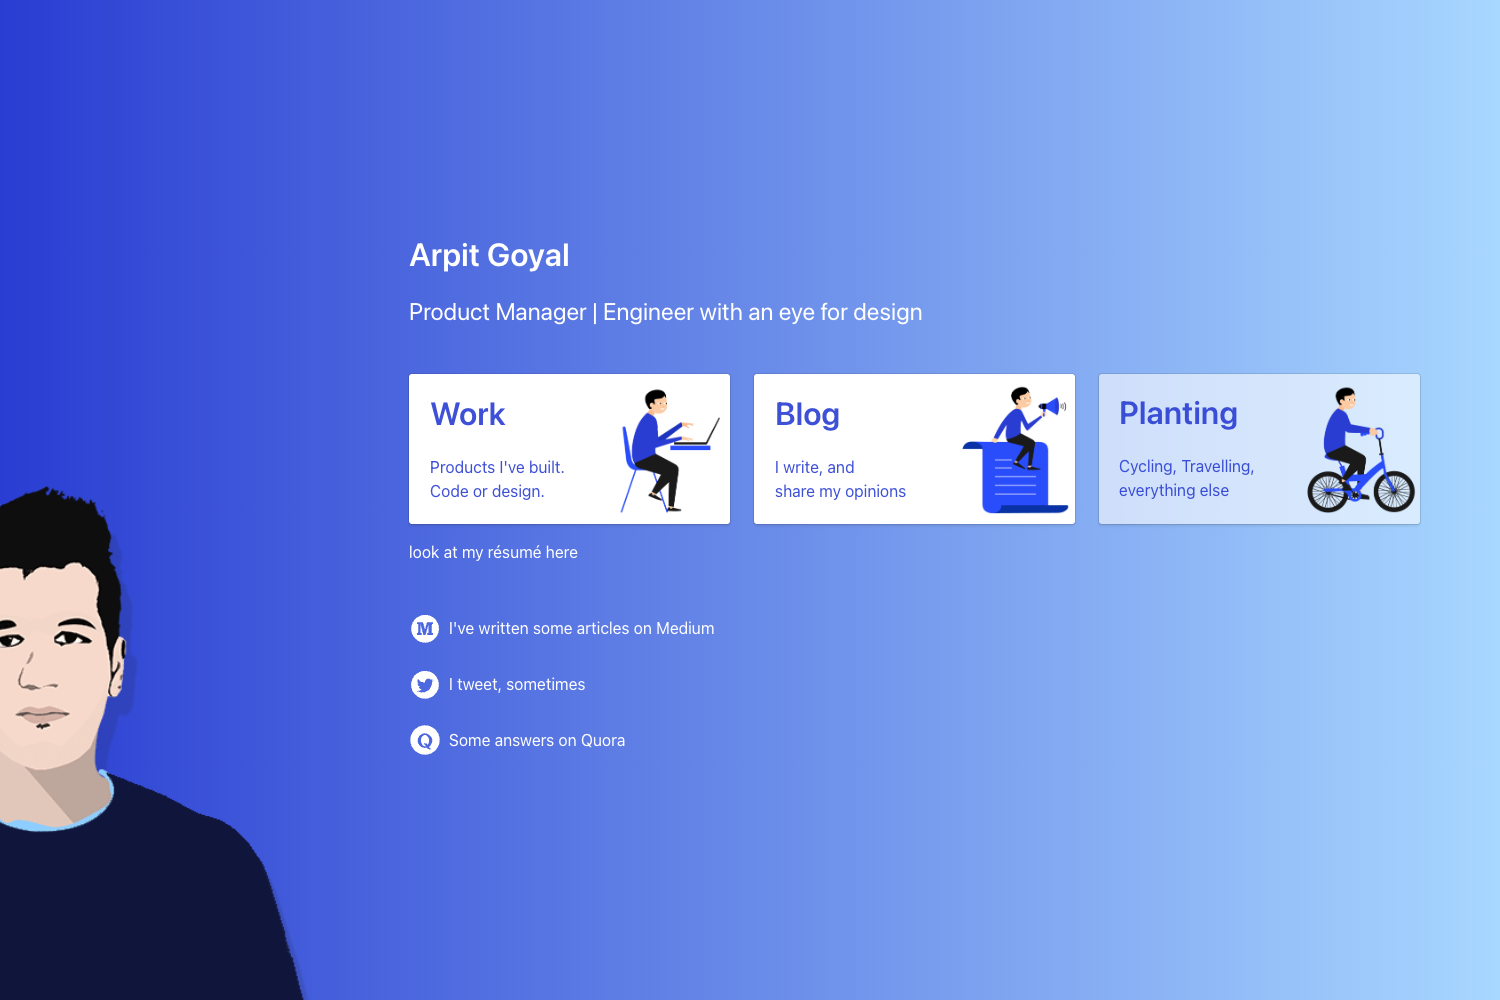 Arpit Goyal
Product Manager | Engineer with an eye for design
Work
Products I've built.
Code or design.
Blog
I write, and
share my opinions
Planting
Cycling, Travelling,
everything else
look at my résumé here
M I've written some articles on Medium
I tweet, sometimes
Q Some answers on Quora